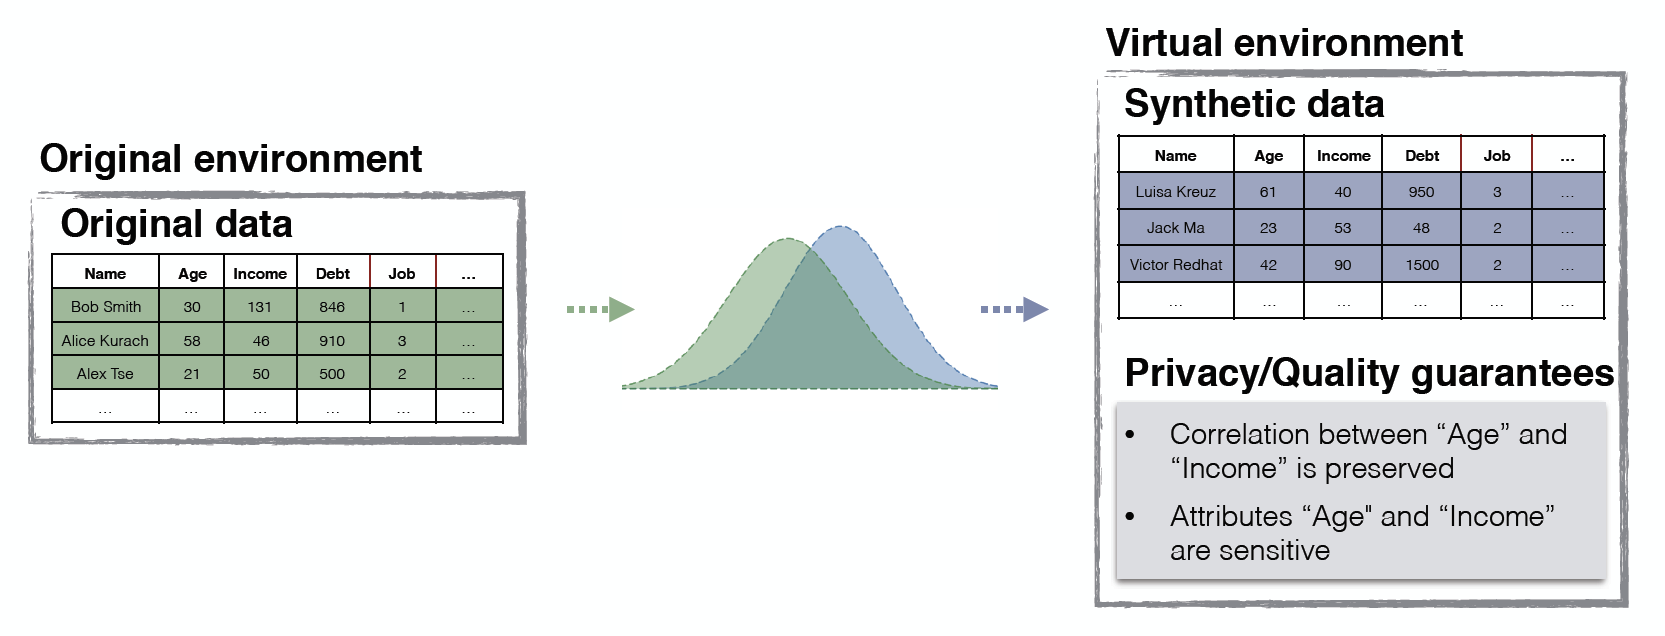 Original environment
Original data
Name Age Income Debt Job ...
Bob Smith 30 131 846 1 ...
Alice Kurach 58 46 910 3 ...
Alex Tse 21 50 500 2 ...
... ... ... ... ... ...
Virtual environment
Synthetic data
Name Age Income Debt Job ...
Luisa Kreuz 61 40 950 3 ...
Jack Ma 23 53 48 2 ...
Victor Redhat 42 90 1500 2 ...
... ... ... ... ... ...
Privacy/Quality guarantees
• Correlation between “Age” and
“Income” is preserved
• Attributes “Age" and “Income”
are sensitive